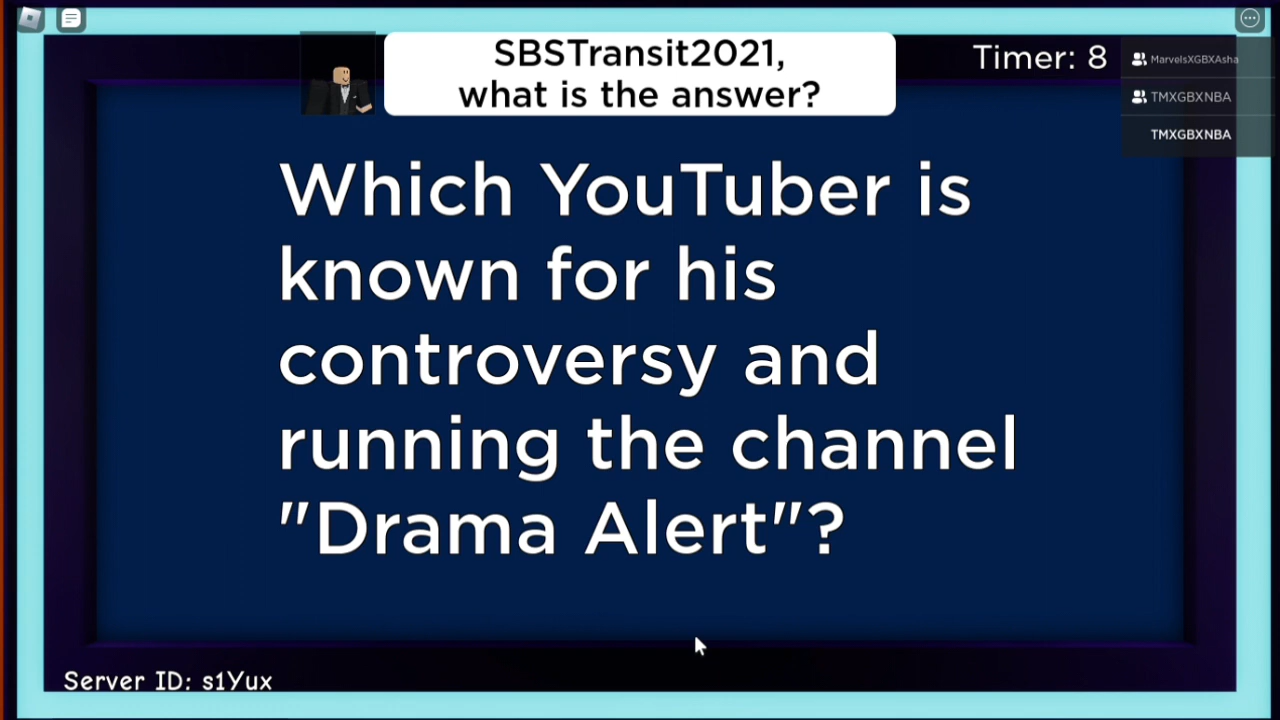 SBSTransit2021,
what is the answer?
Timer: 8
MarvelsXGBXAsha
TMXGBXNBA
TMXGBXNBA
Which YouTuber is
known for his
controversy and
running the channel
"Drama Alert"?
Server ID: s1Yux